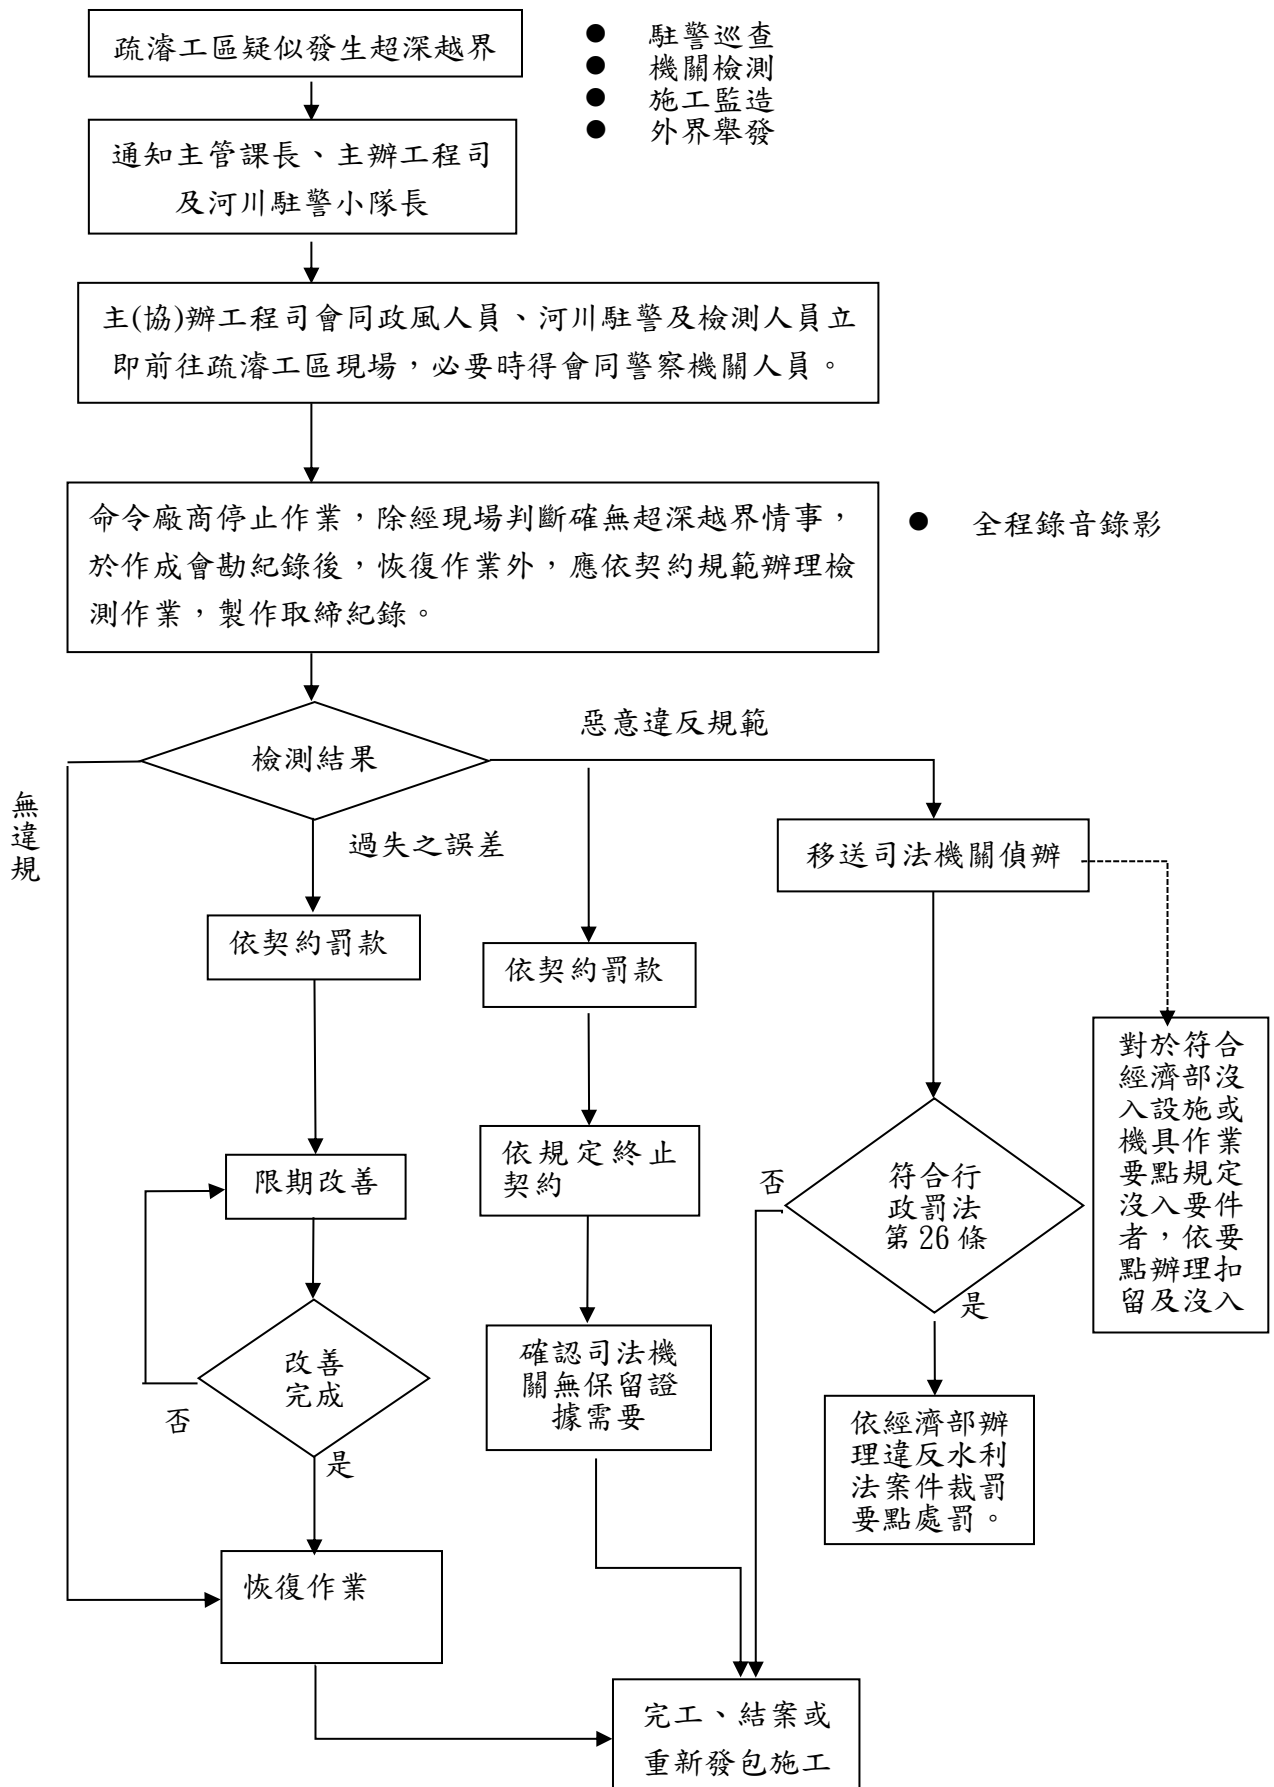 疏濬工區疑似發生超深越界
● 駐警巡查
● 機關檢測
● 施工監造
● 外界舉發
通知主管課長、主辦工程司
及河川駐警小隊長
主(協)辦工程司會同政風人員、河川駐警及檢測人員立
即前往疏濬工區現場，必要時得會同警察機關人員。
命令廠商停止作業，除經現場判斷確無超深越界情事，
於作成會勘紀錄後，恢復作業外，應依契約規範辦理檢
測作業，製作取締紀錄。
● 全程錄音錄影
檢測結果
惡意違反規範
無違規
過失之誤差
移送司法機關偵辦
依契約罰款
依契約罰款
對於符合
經濟部沒
入設施或
機具作業
要點規定
沒入要件
者，依要
點辦理扣
留及沒入
限期改善
依規定終止
契約
符合行
政罰法
第 26 條
否
是
改善
完成
否
是
確認司法機
關無保留證
據需要
依經濟部辦
理違反水利
法案件裁罰
要點處罰。
恢復作業
完工、結案或
重新發包施工